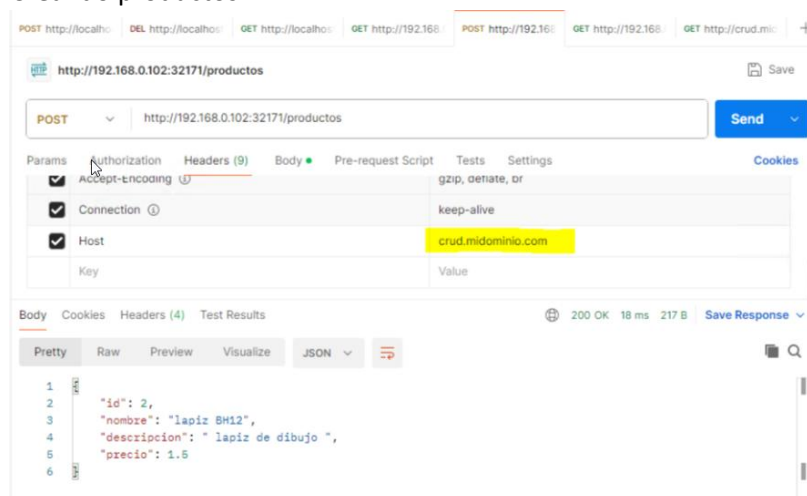 POST http://localho
DEL http://localhos
GET http://localhos
GET http://192.168.
POST http://192.168
GET http://192.168.
GET http://crud.mic
HTTP http://192.168.0.102:32171/productos
Save
POST http://192.168.0.102:32171/productos Send
Params Authorization Headers (9) Body Pre-request Script Tests Settings Cookies
Accept-Encoding gzip, deflate, br
Connection keep-alive
Host crud.midominio.com
Key Value
Body Cookies Headers (4) Test Results 200 OK 18 ms 217 B Save Response
Pretty Raw Preview Visualize JSON
1 {
2 "id": 2,
3 "nombre": "lapiz BH12",
4 "descripcion": " lapiz de dibujo ",
5 "precio": 1.5
6 }